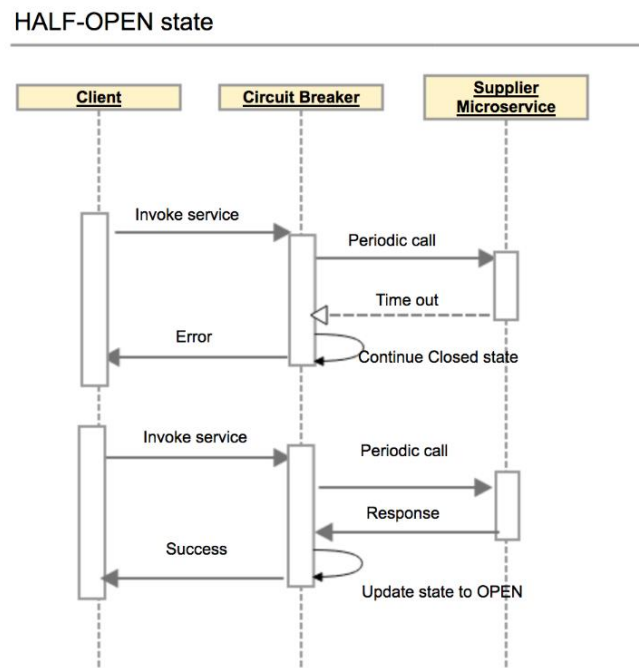 HALF-OPEN state
Client
Circuit Breaker
Supplier
Microservice
Invoke service
Periodic call
Time out
Error
Continue Closed state
Invoke service
Periodic call
Response
Success
Update state to OPEN